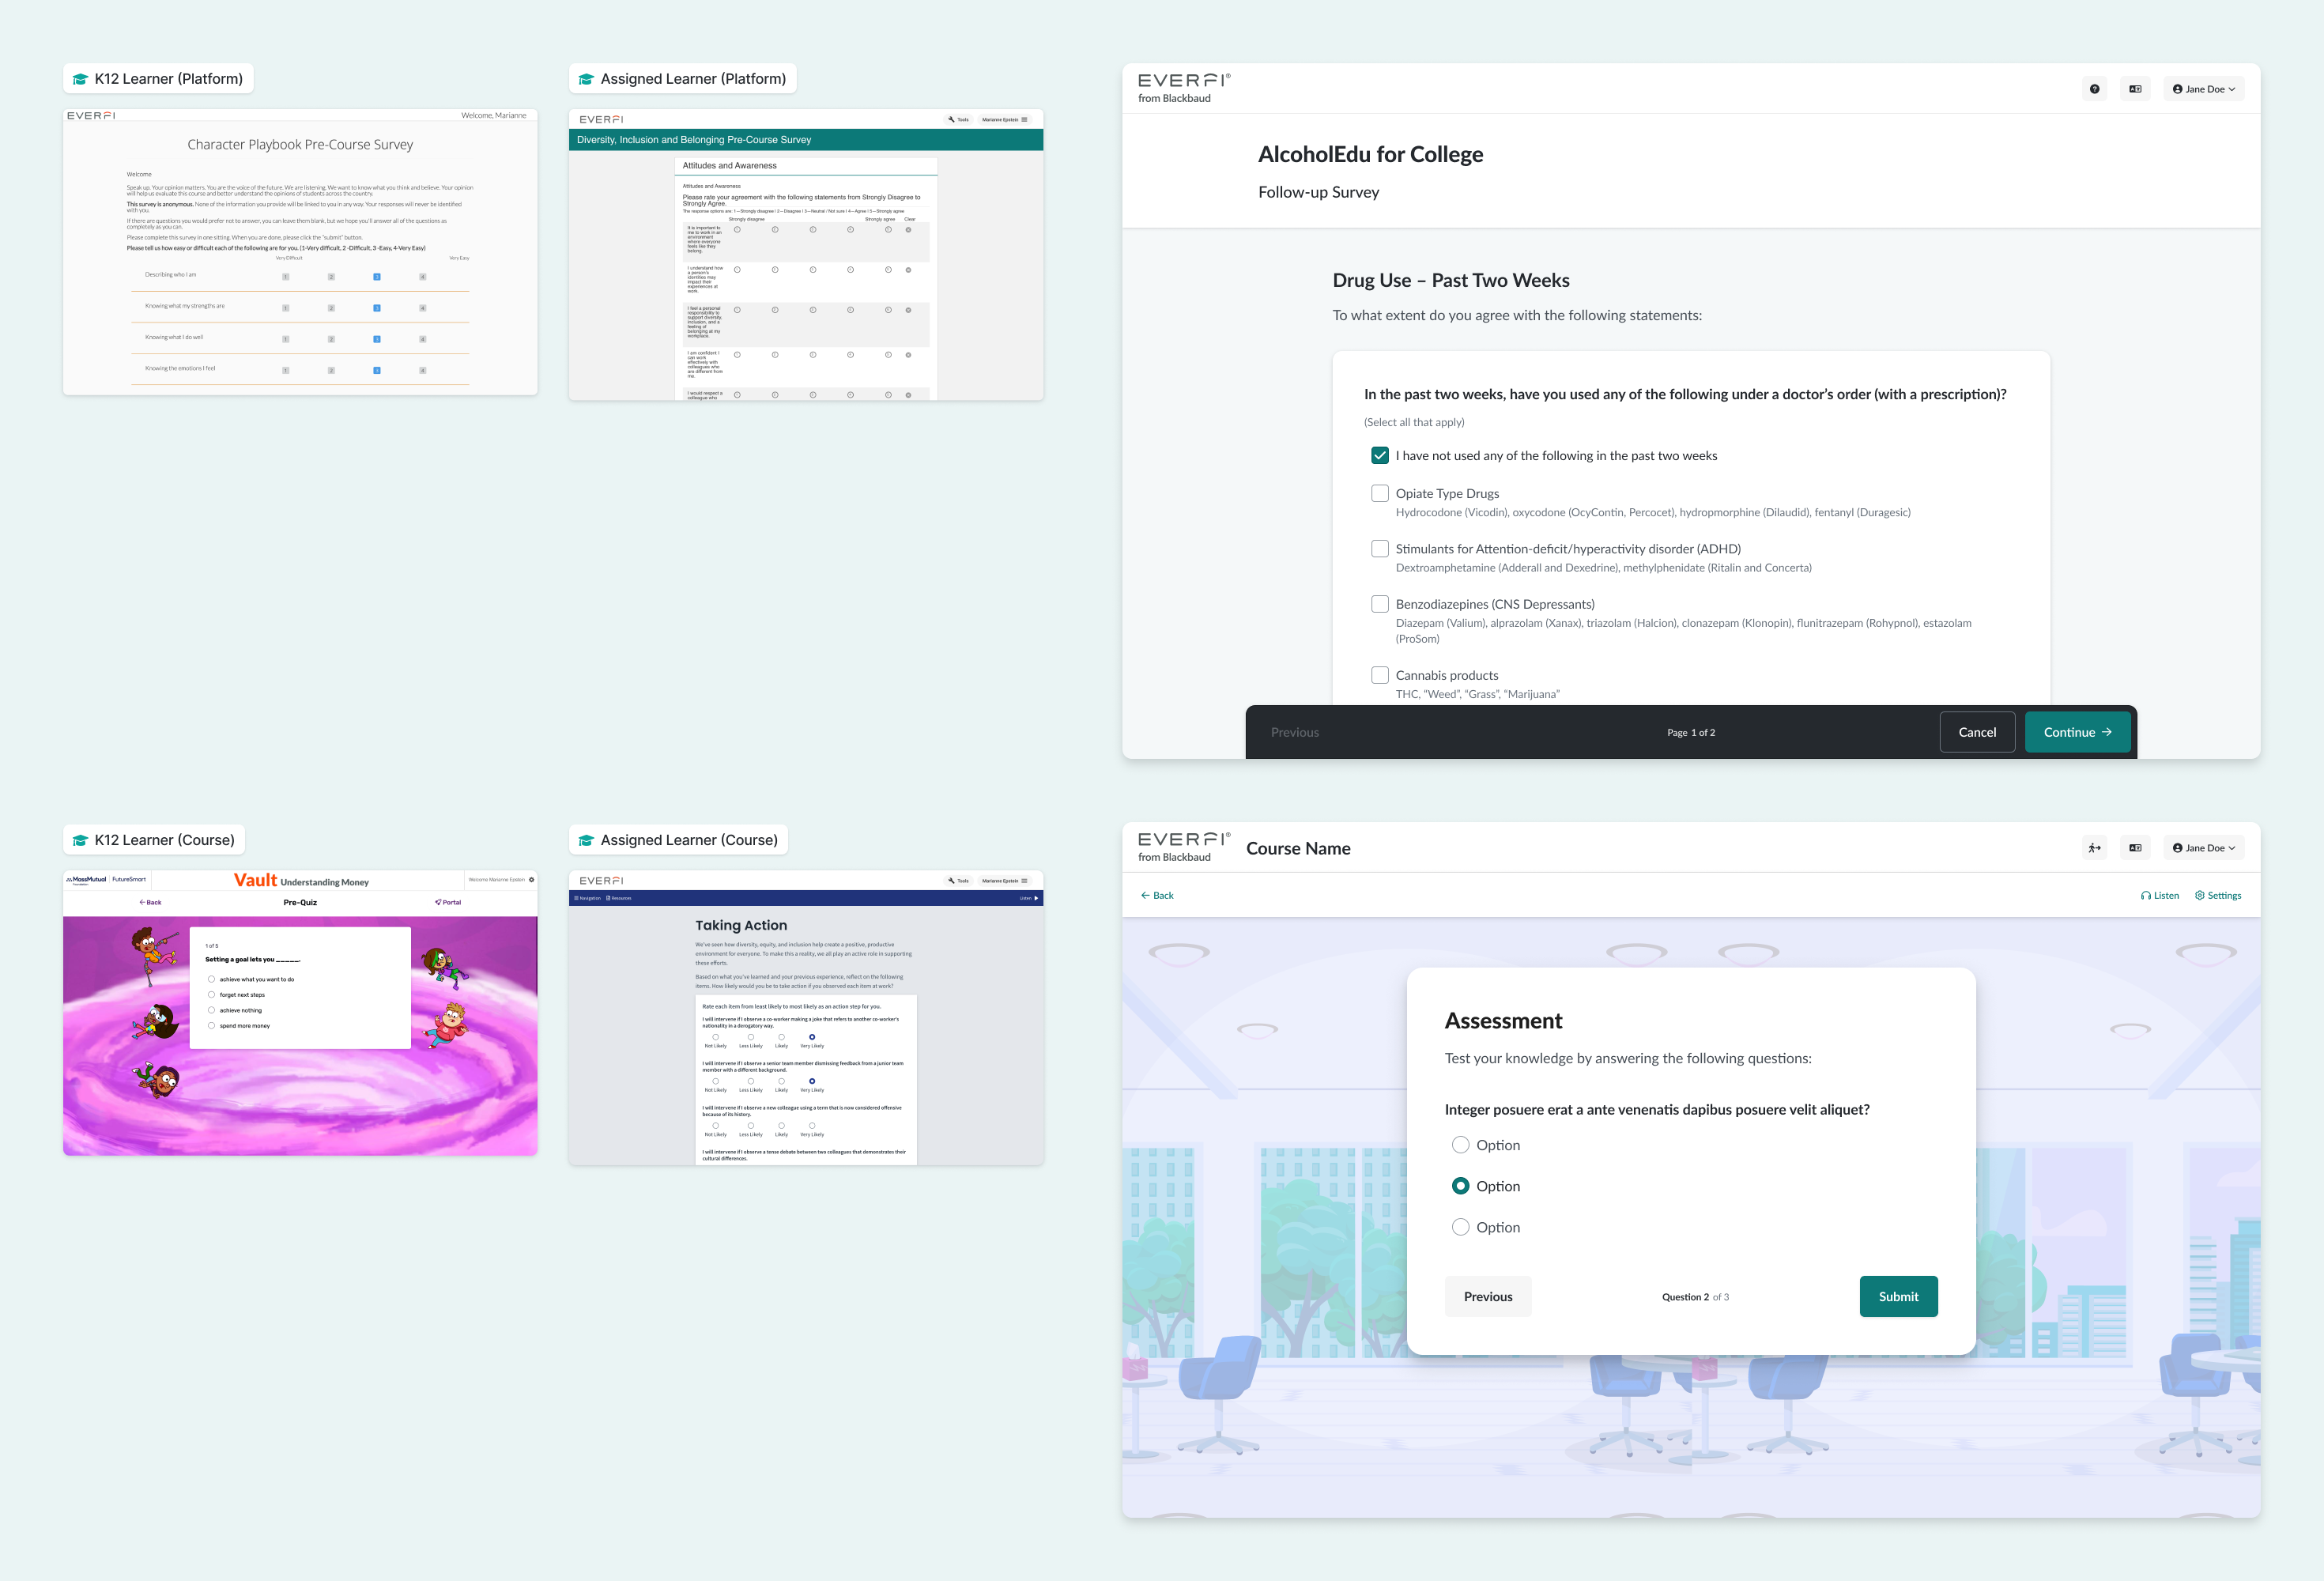 K12 Learner (Platform)
EVERFI
Welcome, Marianne
Character Playbook Pre-Course Survey
Welcome
Speak up. Your opinion matters. You are the voice of the future. We are listening. We want to know what you think and believe. Your opinion
will help us evaluate this course and better understand the opinions of students across the country.
This survey is anonymous. None of the information you provide will be linked to you in any way. Your responses will never be identified
with you.
If there are questions you would prefer not to answer, you can leave them blank, but we hope you'll answer all of the questions as
completely as you can.
Please complete this survey in one sitting. When you are done, please click the "submit" button.
Please tell us how easy or difficult each of the following are for you. (1-Very difficult, 2 -Difficult, 3 -Easy, 4-Very Easy)
Very Difficult
Very Easy
Describing who I am
1 2 3 4
Knowing what my strengths are
1 2 3 4
Knowing what I do well
1 2 3 4
Knowing the emotions I feel
1 2 3 4
Assigned Learner (Platform)
EVERFI
Tools
Marianne Epstein
Diversity, Inclusion and Belonging Pre-Course Survey
Attitudes and Awareness
Attitudes and Awareness
Please rate your agreement with the following statements from Strongly Disagree to
Strongly Agree.
The response options are: 1 – Strongly disagree | 2 – Disagree | 3 – Neutral / Not sure | 4 – Agree | 5 – Strongly agree
Strongly disagree
Strongly agree
Clear
It is important to
me to work in an
environment
where everyone
feels like they
belong.
I understand how
a person's
identities may
impact their
experiences at
work.
I feel a personal
responsibility to
support diversity,
inclusion, and a
feeling of
belonging at my
workplace.
I am confident I
can work
effectively with
colleagues who
are different from
me.
I would respect a
colleague who
EVERFI®
from Blackbaud
Jane Doe
AlcoholEdu for College
Follow-up Survey
Drug Use – Past Two Weeks
To what extent do you agree with the following statements:
In the past two weeks, have you used any of the following under a doctor's order (with a prescription)?
(Select all that apply)
I have not used any of the following in the past two weeks
Opiate Type Drugs
Hydrocodone (Vicodin), oxycodone (OcyContin, Percocet), hydropmorphine (Dilaudid), fentanyl (Duragesic)
Stimulants for Attention-deficit/hyperactivity disorder (ADHD)
Dextroamphetamine (Adderall and Dexedrine), methylphenidate (Ritalin and Concerta)
Benzodiazepines (CNS Depressants)
Diazepam (Valium), alprazolam (Xanax), triazolam (Halcion), clonazepam (Klonopin), flunitrazepam (Rohypnol), estazolam
(ProSom)
Cannabis products
THC, “Weed”, “Grass”, “Marijuana”
Previous
Page 1 of 2
Cancel
Continue
K12 Learner (Course)
MassMutual Foundation | FutureSmart
Vault Understanding Money
Welcome Marianne Epstein
Back
Pre-Quiz
Portal
1 of 5
Setting a goal lets you _____.
achieve what you want to do
forget next steps
achieve nothing
spend more money
Assigned Learner (Course)
EVERFI
Tools
Marianne Epstein
Navigation
Resources
Listen
Taking Action
We've seen how diversity, equity, and inclusion help create a positive, productive
environment for everyone. To make this a reality, we all play an active role in supporting
these efforts.
Based on what you've learned and your previous experience, reflect on the following
items. How likely would you be to take action if you observed each item at work?
Rate each item from least likely to most likely as an action step for you.
I will intervene if I observe a co-worker making a joke that refers to another co-worker's
nationality in a derogatory way.
Not Likely Less Likely Likely Very Likely
I will intervene if I observe a senior team member dismissing feedback from a junior team
member with a different background.
Not Likely Less Likely Likely Very Likely
I will intervene if I observe a new colleague using a term that is now considered offensive
because of its history.
Not Likely Less Likely Likely Very Likely
I will intervene if I observe a tense debate between two colleagues that demonstrates their
cultural differences.
EVERFI®
from Blackbaud
Course Name
Jane Doe
Back
Listen
Settings
Assessment
Test your knowledge by answering the following questions:
Integer posuere erat a ante venenatis dapibus posuere velit aliquet?
Option
Option
Option
Previous
Question 2 of 3
Submit